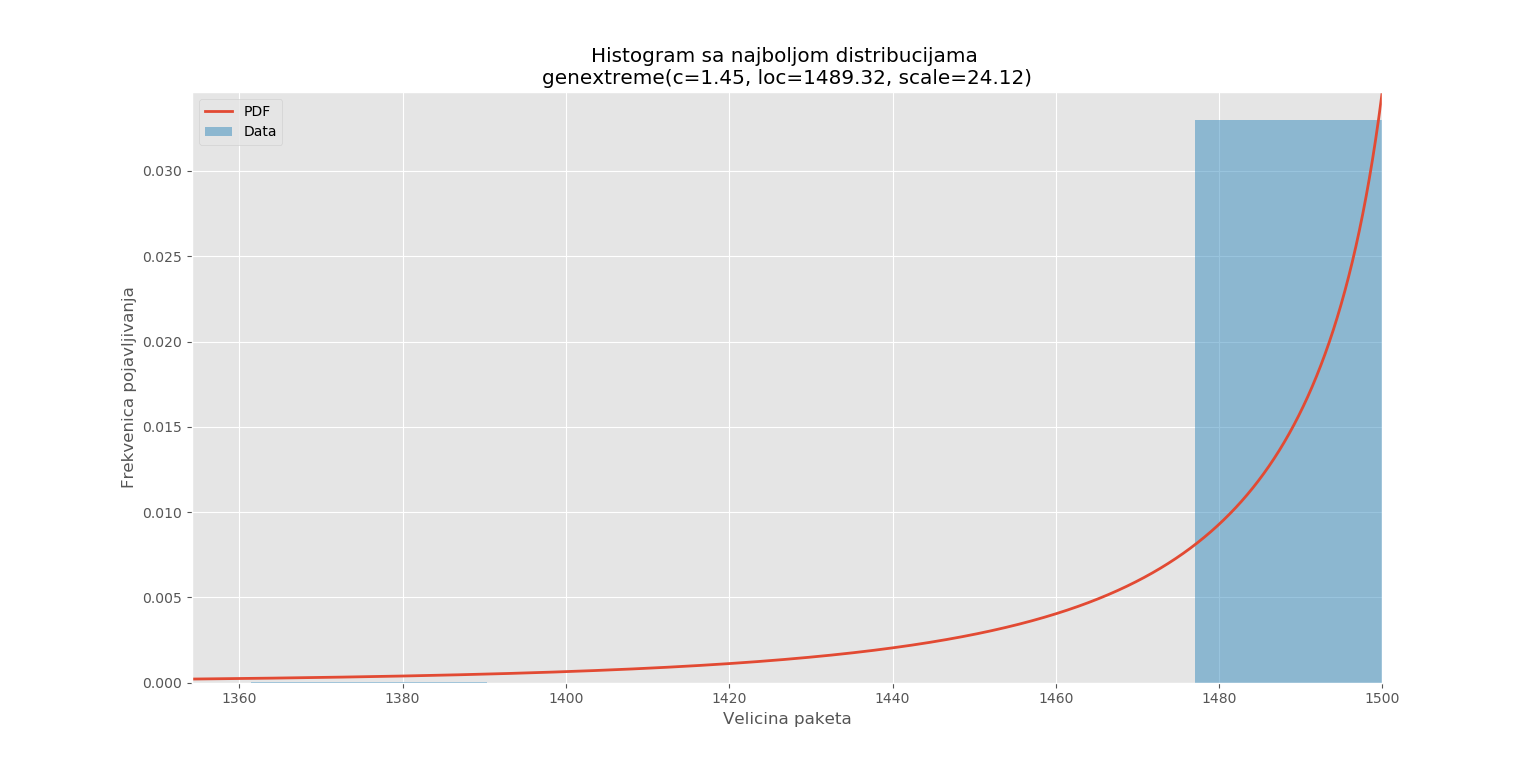 Histogram sa najboljom distribucijama
genextreme(c=1.45, loc=1489.32, scale=24.12)
PDF
Data
Frekvenica pojavljivanja
0.030
0.025
0.020
0.015
0.010
0.005
0.000
1360
1380
1400
1420
1440
1460
1480
1500
Velicina paketa